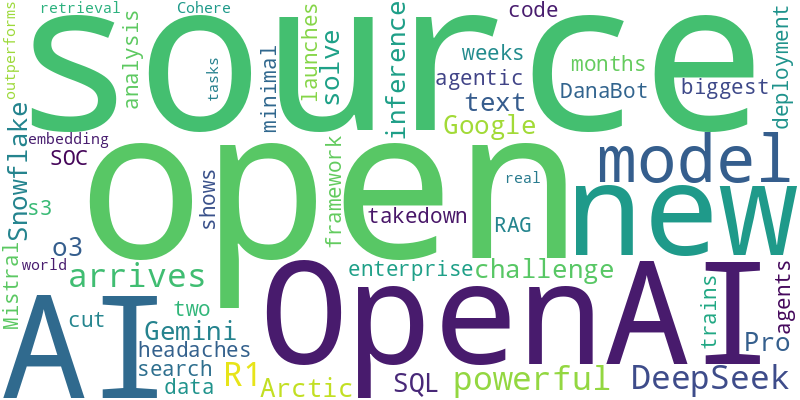 outperforms
retrieval
Cohere
code
source
analysis
tasks
minimal
launches
solve
inference
weeks
agentic
text
months
DanaBot
biggest
deployment
Google
Snowflake
embedding
SOC
open
framework
model
new
shows
takedown
real
RAG
s3
o3
world
Mistral
arrives
enterprise
challenge
OpenAI
AI
cut
two
Gemini
headaches
search
data
R1
Arctic
SQL
powerful
trains
Pro
agents
DeepSeek